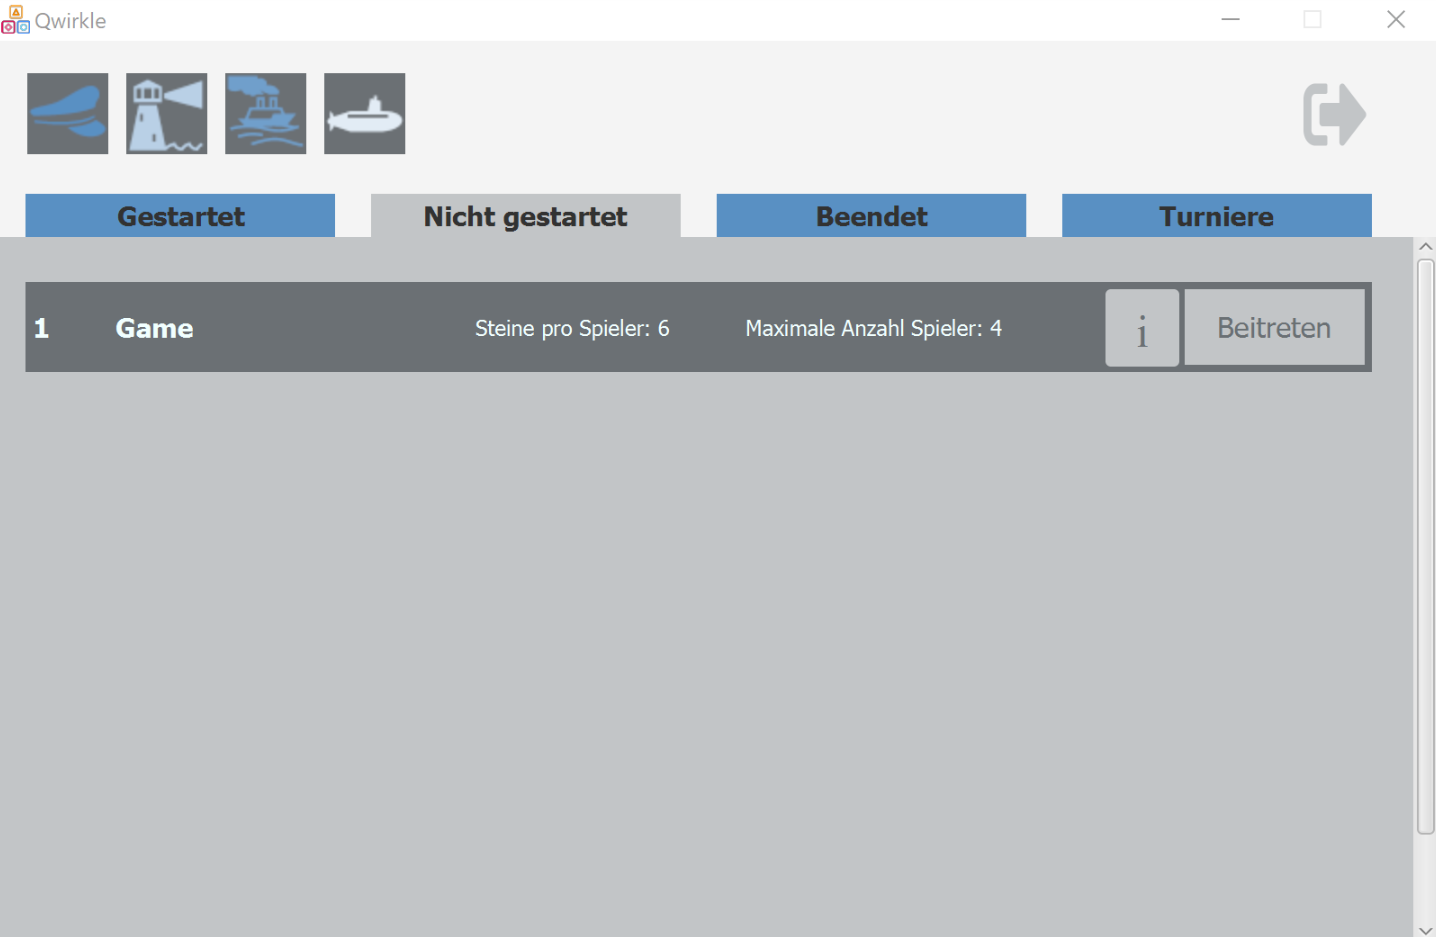 Qwirkle
Gestartet Nicht gestartet Beendet Turniere
1 Game Steine pro Spieler: 6 Maximale Anzahl Spieler: 4 i Beitreten